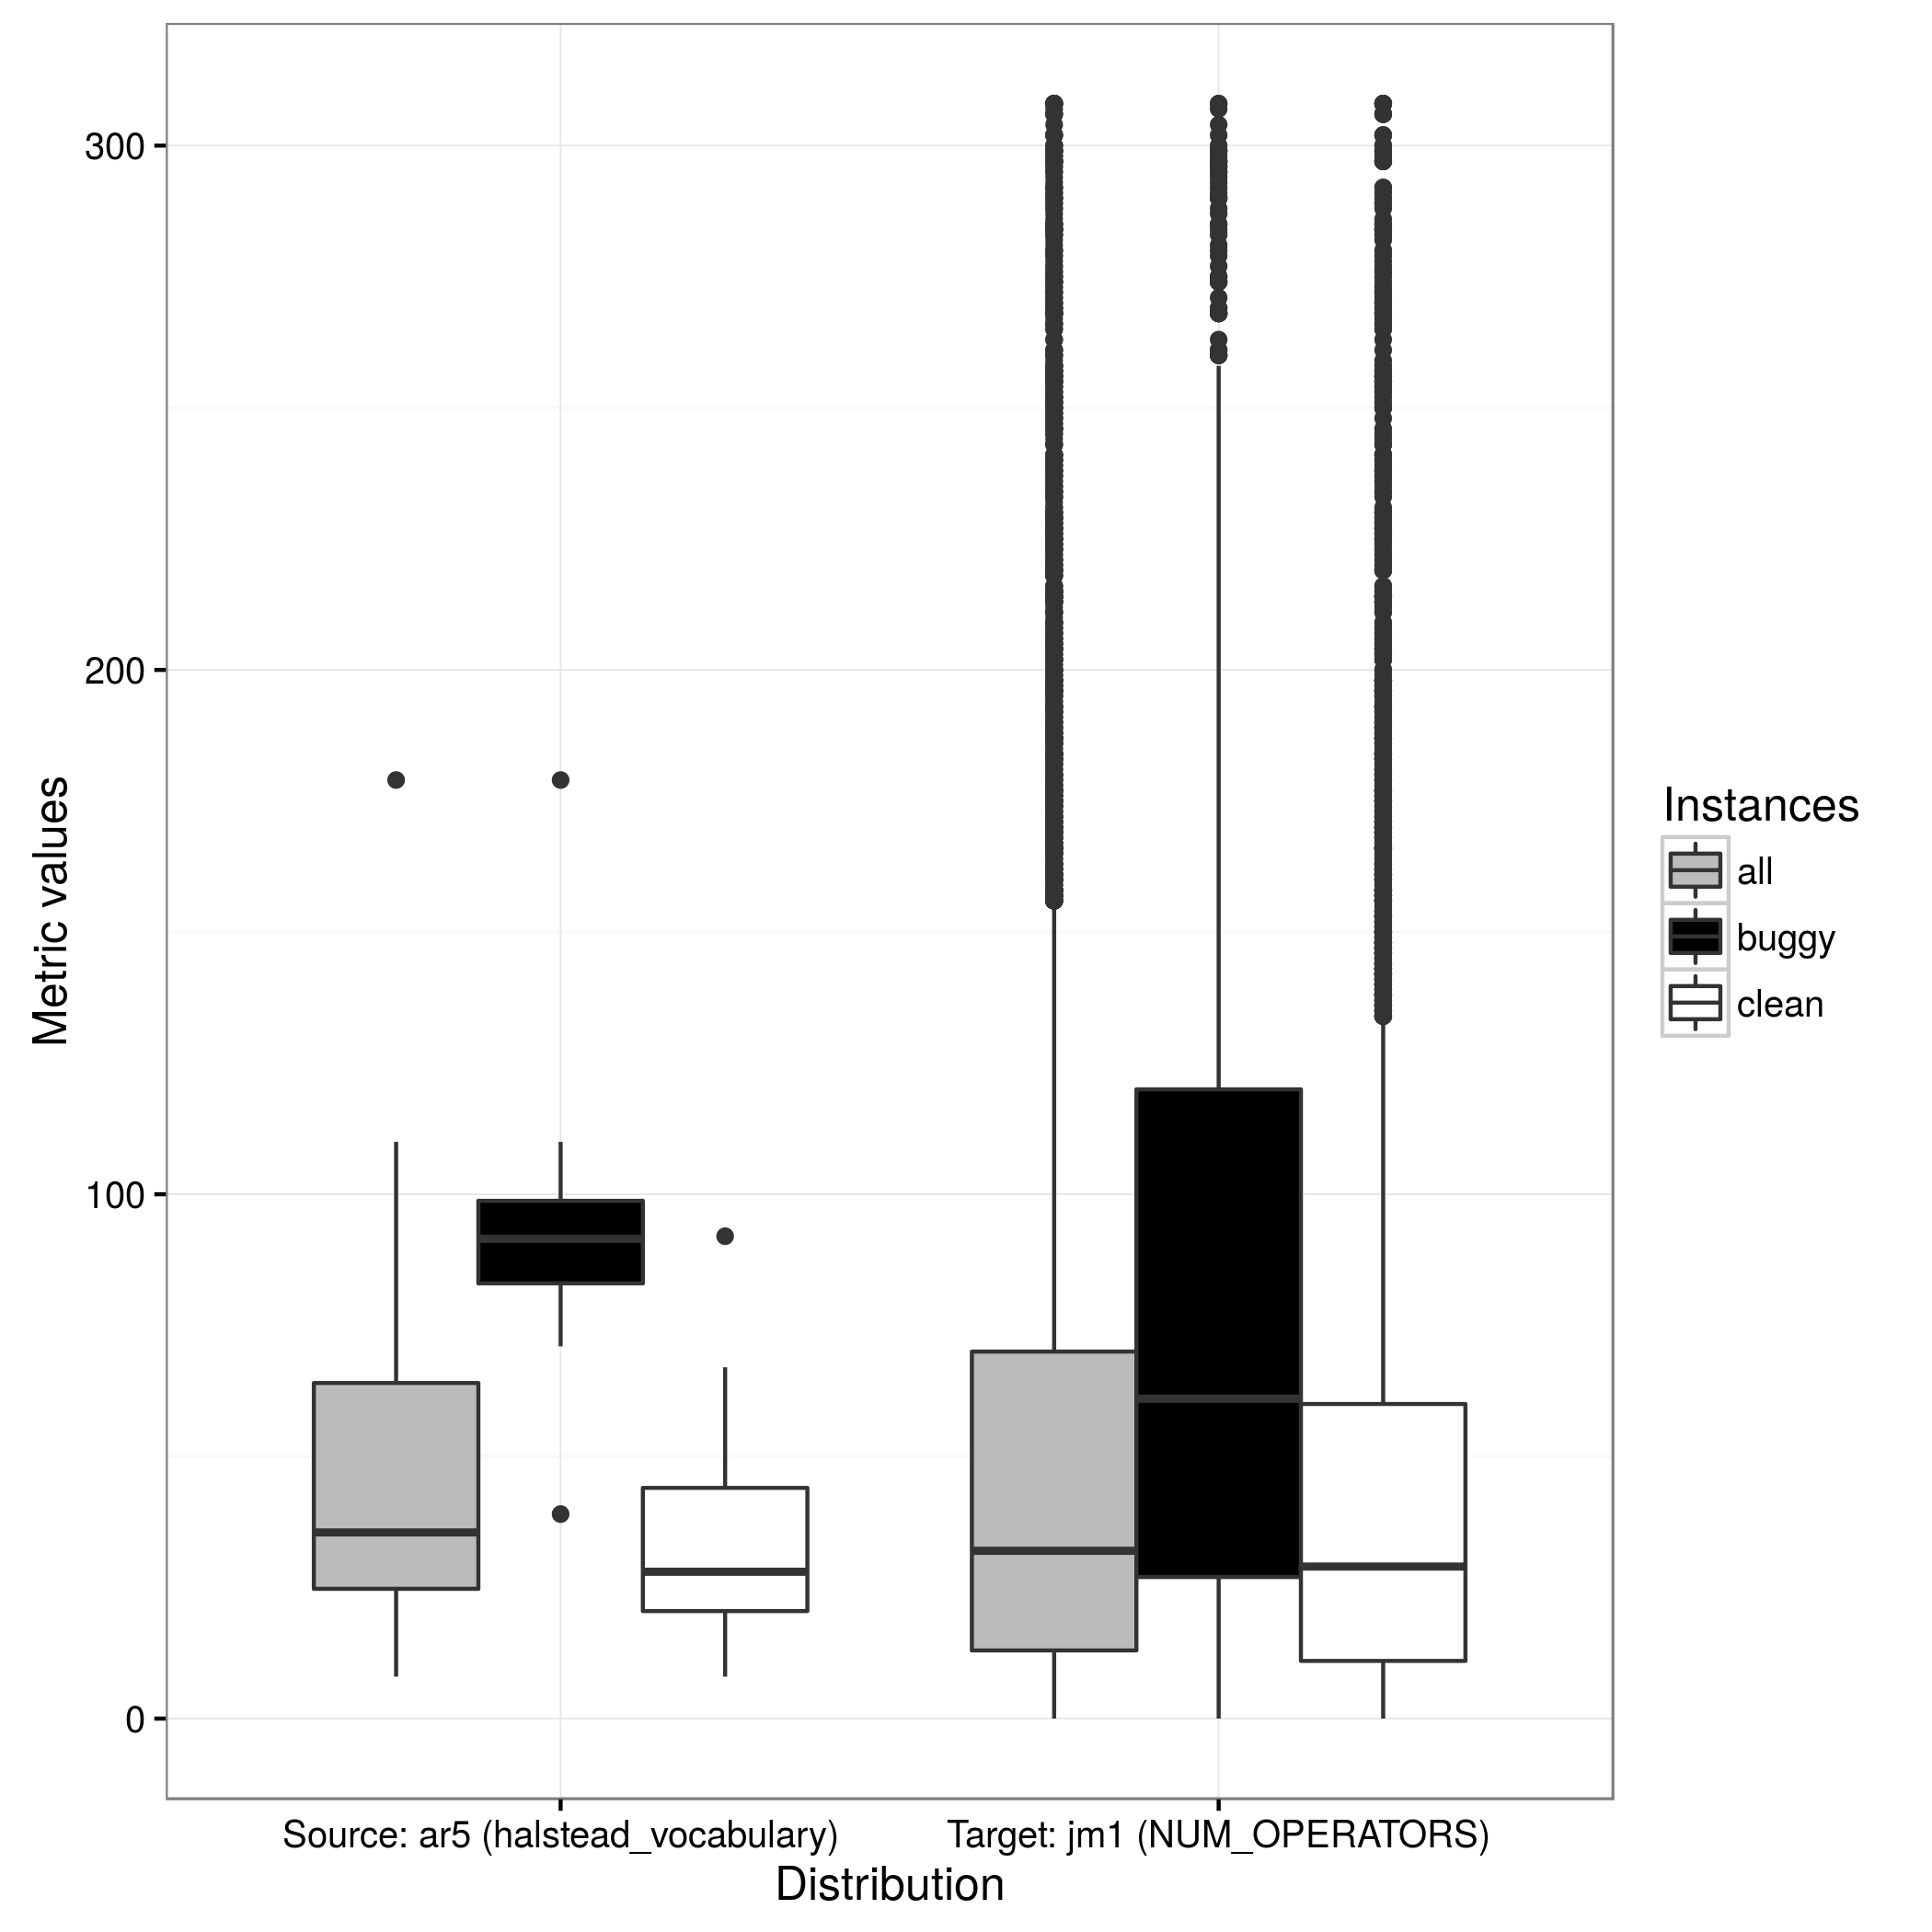 Metric values
300
200
100
0
Source: ar5 (halstead_vocabulary)
Target: jm1 (NUM_OPERATORS)
Distribution
Instances
all
buggy
clean